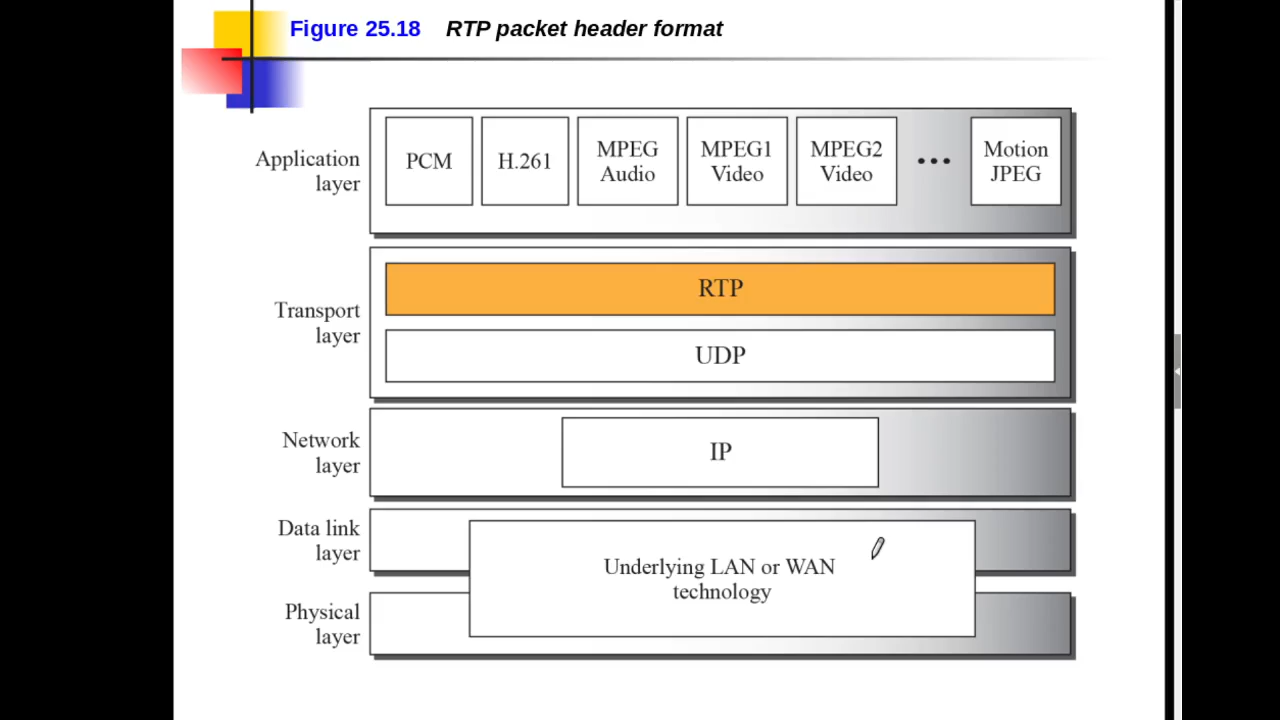 Figure 25.18 RTP packet header format
Application
layer
PCM
H.261
MPEG
Audio
MPEG1
Video
MPEG2
Video
...
Motion
JPEG
Transport
layer
RTP
UDP
Network
layer
IP
Data link
layer
Underlying LAN or WAN
technology
Physical
layer